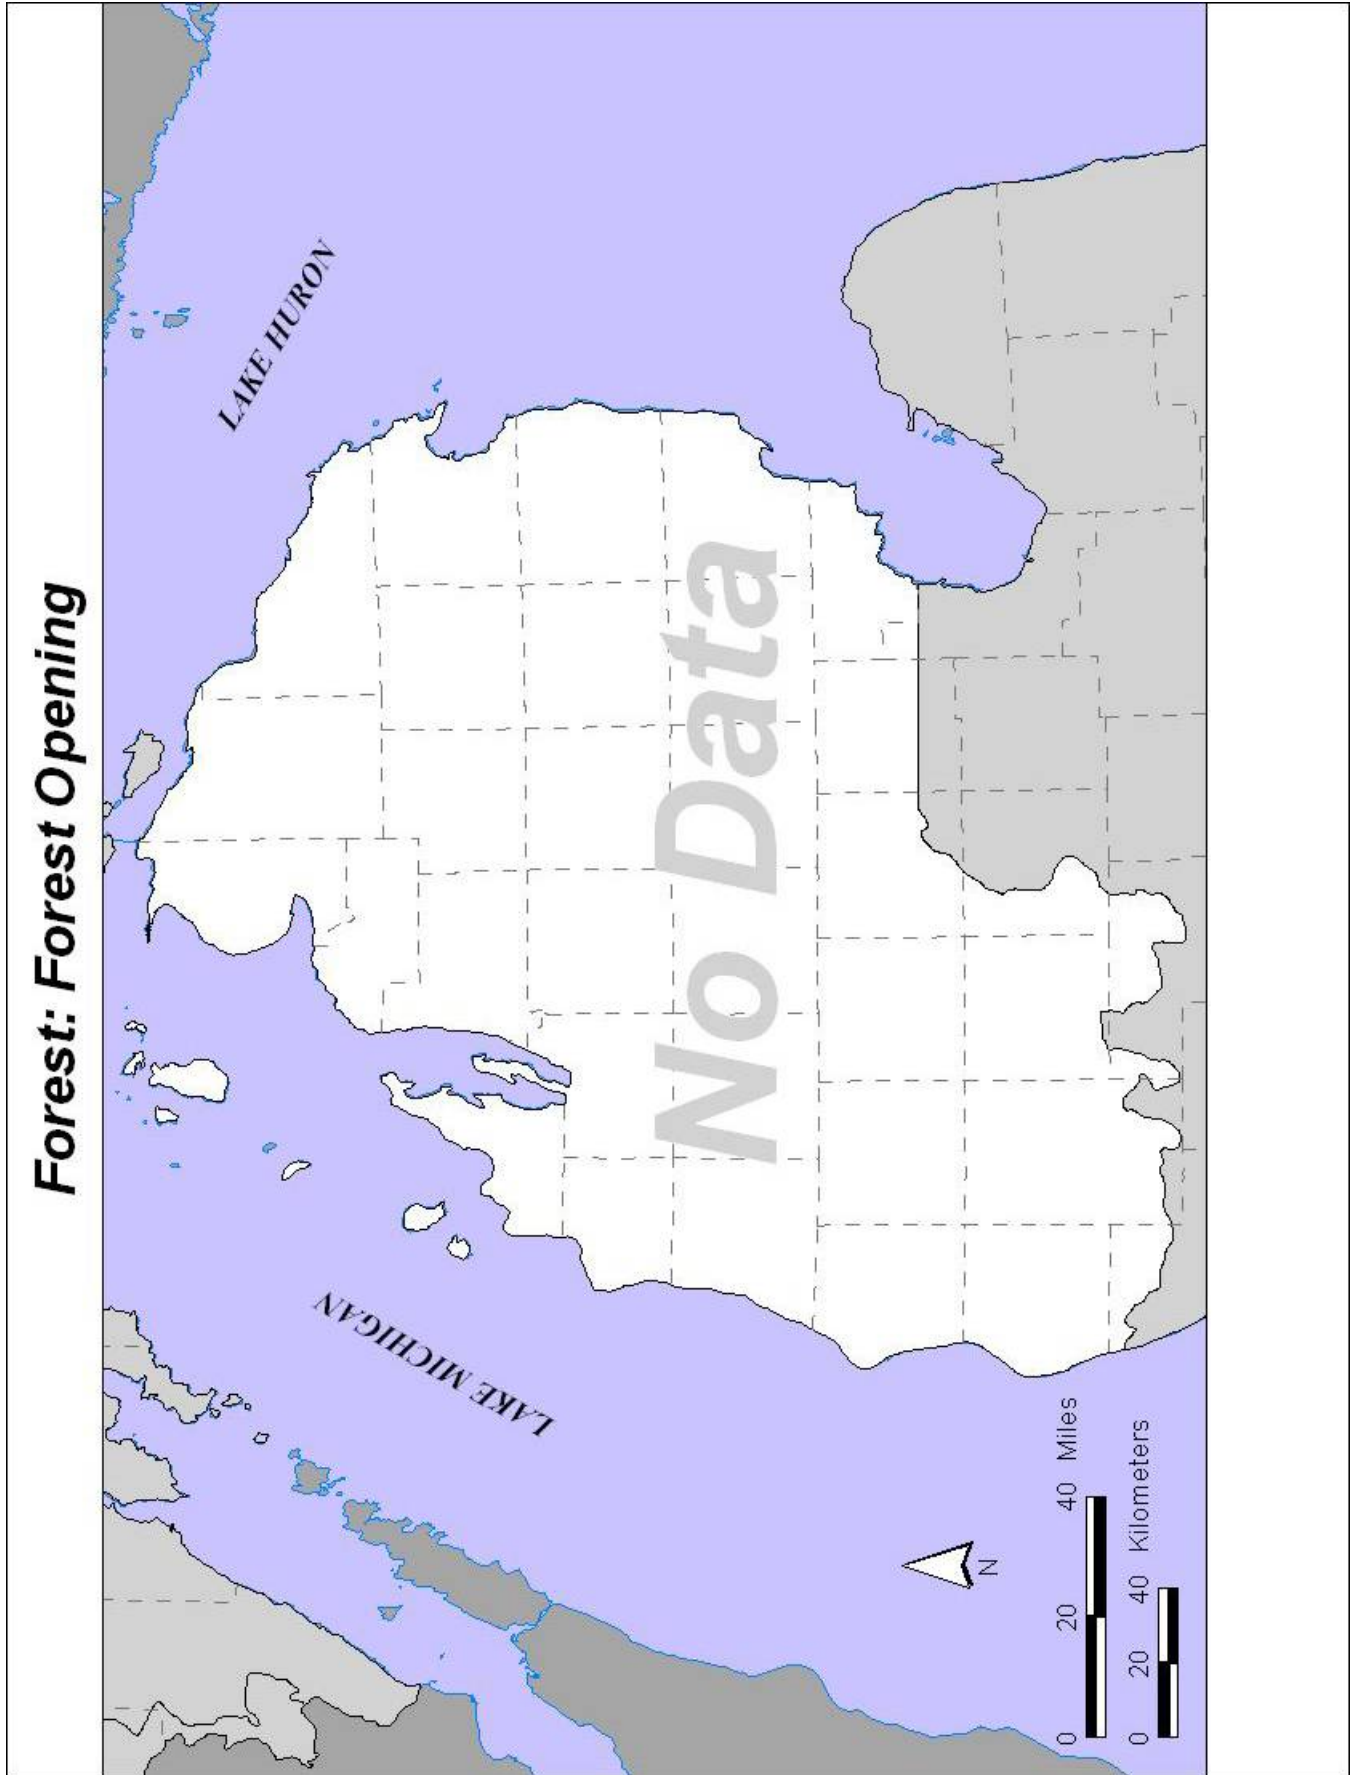 Forest: Forest Opening
LAKE HURON
LAKE MICHIGAN
No Data
N
0 20 40 Miles
0 20 40 Kilometers